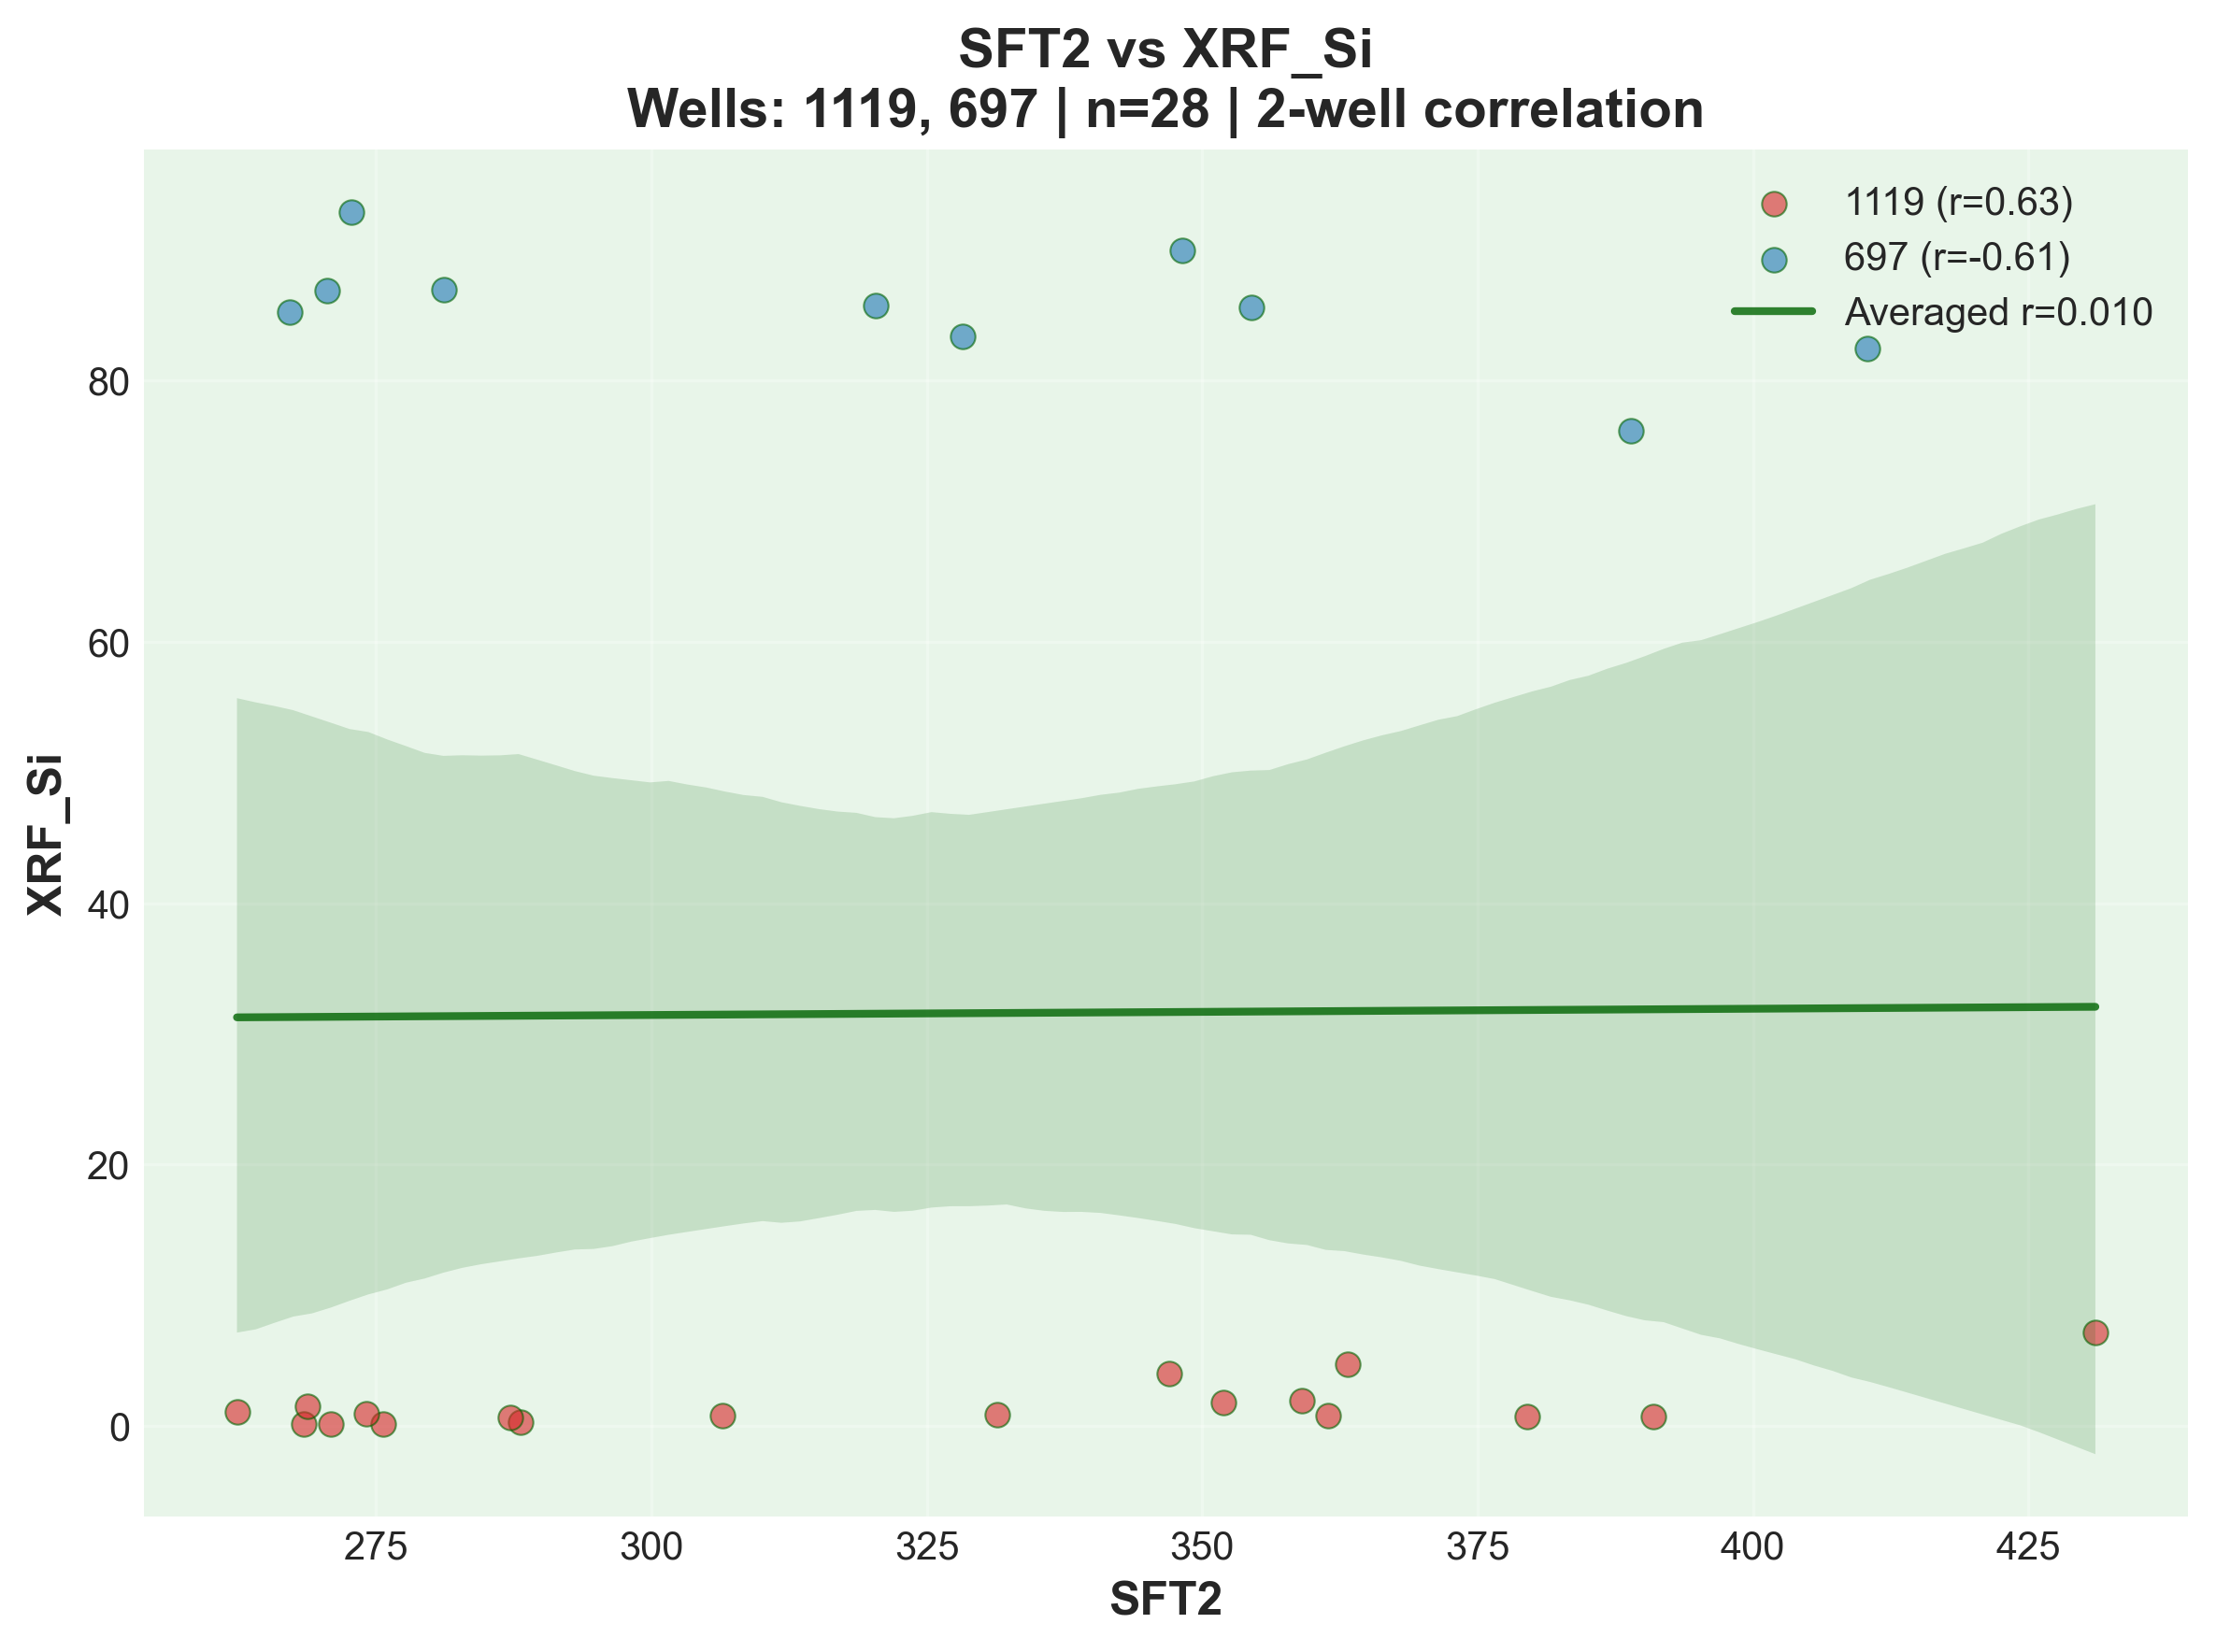 SFT2 vs XRF_Si
Wells: 1119, 697 | n=28 | 2-well correlation
1119 (r=0.63)
697 (r=-0.61)
Averaged r=0.010
XRF_Si
80
60
40
20
0
275 300 325 350 375 400 425
SFT2